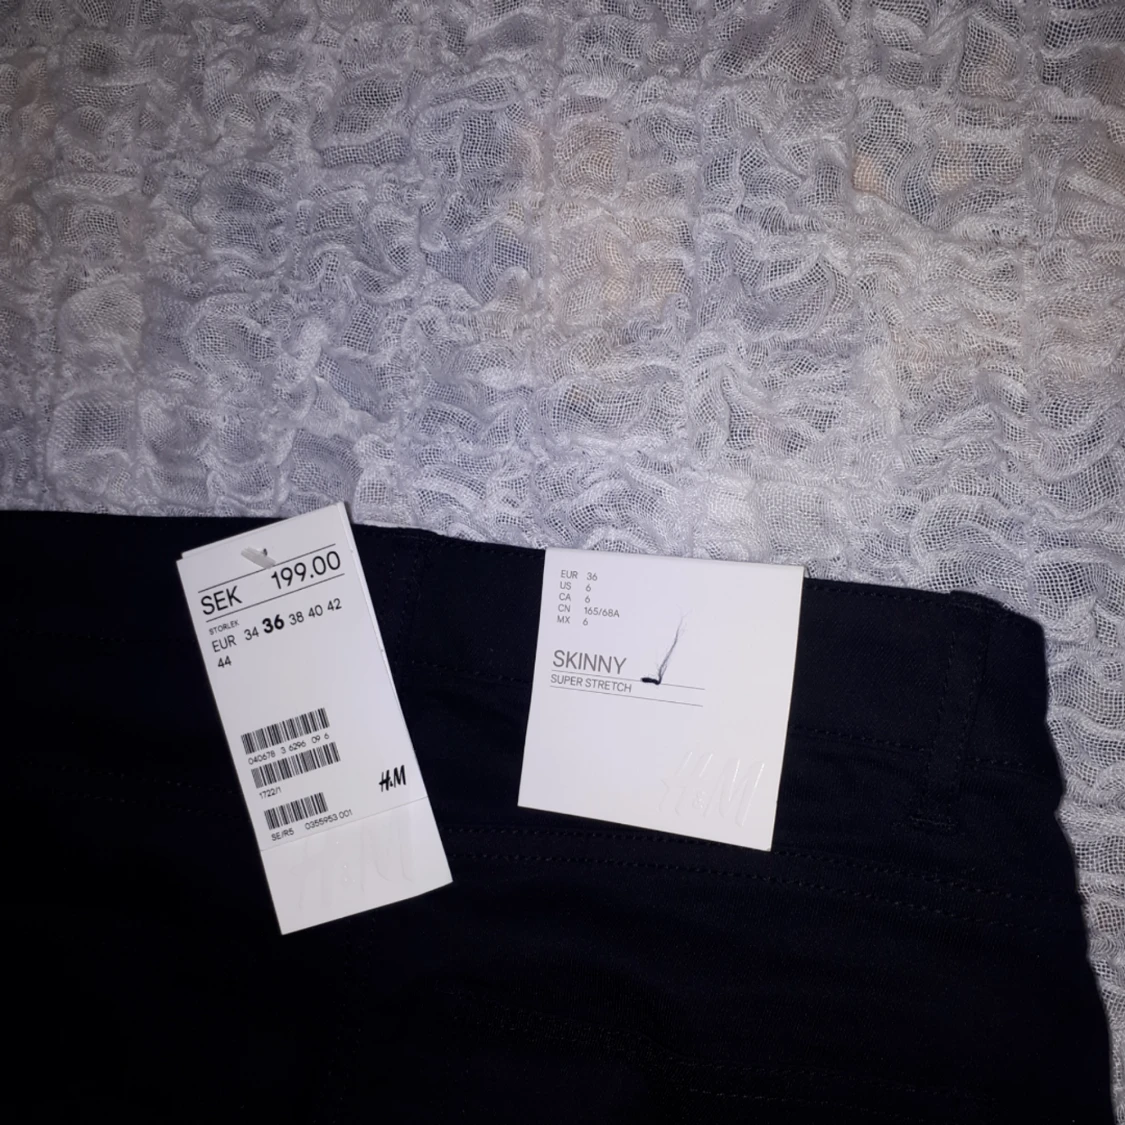 SEK 199.00
STORLEK
EUR 34 36 38 40 42
44
040678 3 6296 09 6
1722/1
H&M
SE/R5 0355953 001
H&M
EUR 36
US 6
CA 6
CN 165/68A
MX 6
SKINNY
SUPER STRETCH
H&M